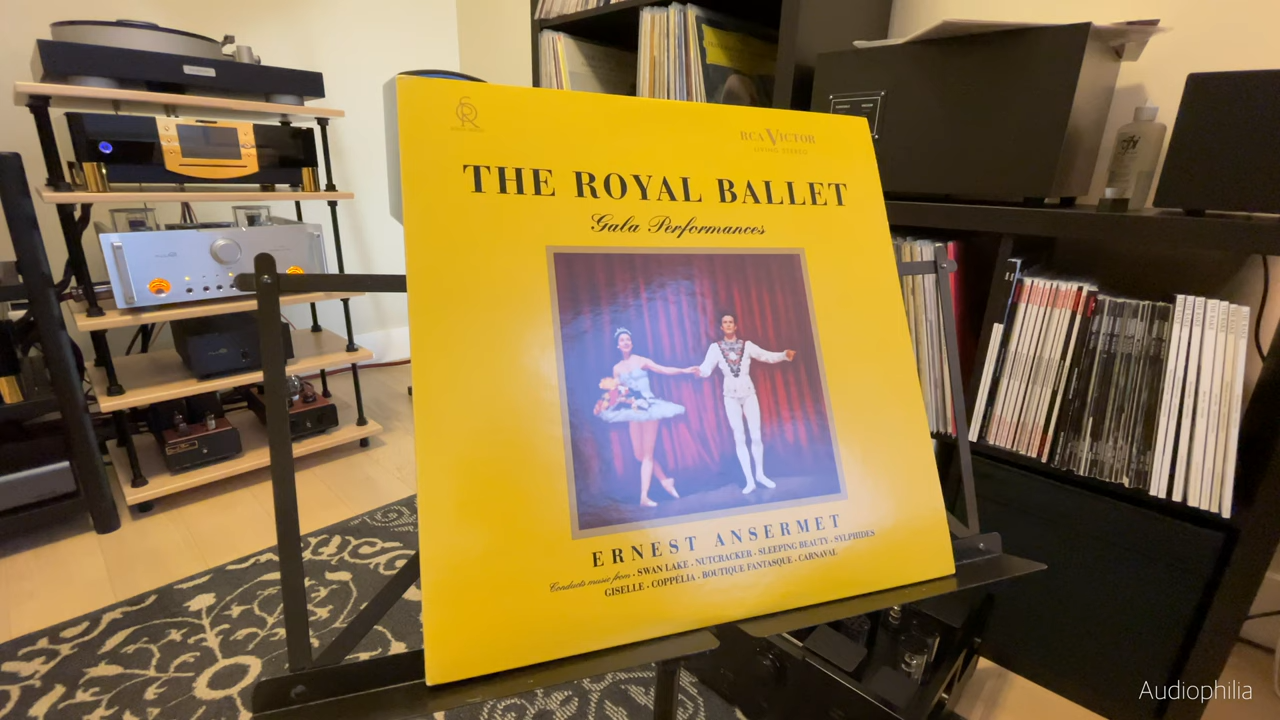 RCA VICTOR
LIVING STEREO
THE ROYAL BALLET
Gala Performances
ERNEST ANSERMET
Conducts music from • SWAN LAKE • NUTCRACKER • SLEEPING BEAUTY • SYLPHIDES
GISELLE • COPPÉLIA • BOUTIQUE FANTASQUE • CARNAVAL
Audiophilia